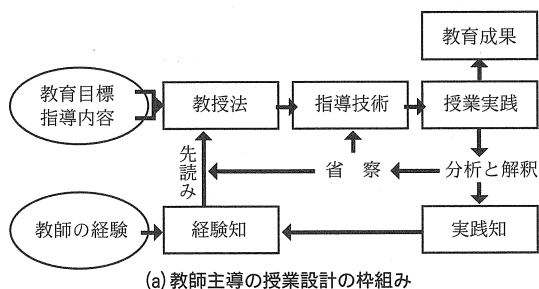 教育成果
教育目標
指導内容
教授法
指導技術
授業実践
先読み
省察
分析と解釈
教師の経験
経験知
実践知
(a)教師主導の授業設計の枠組み